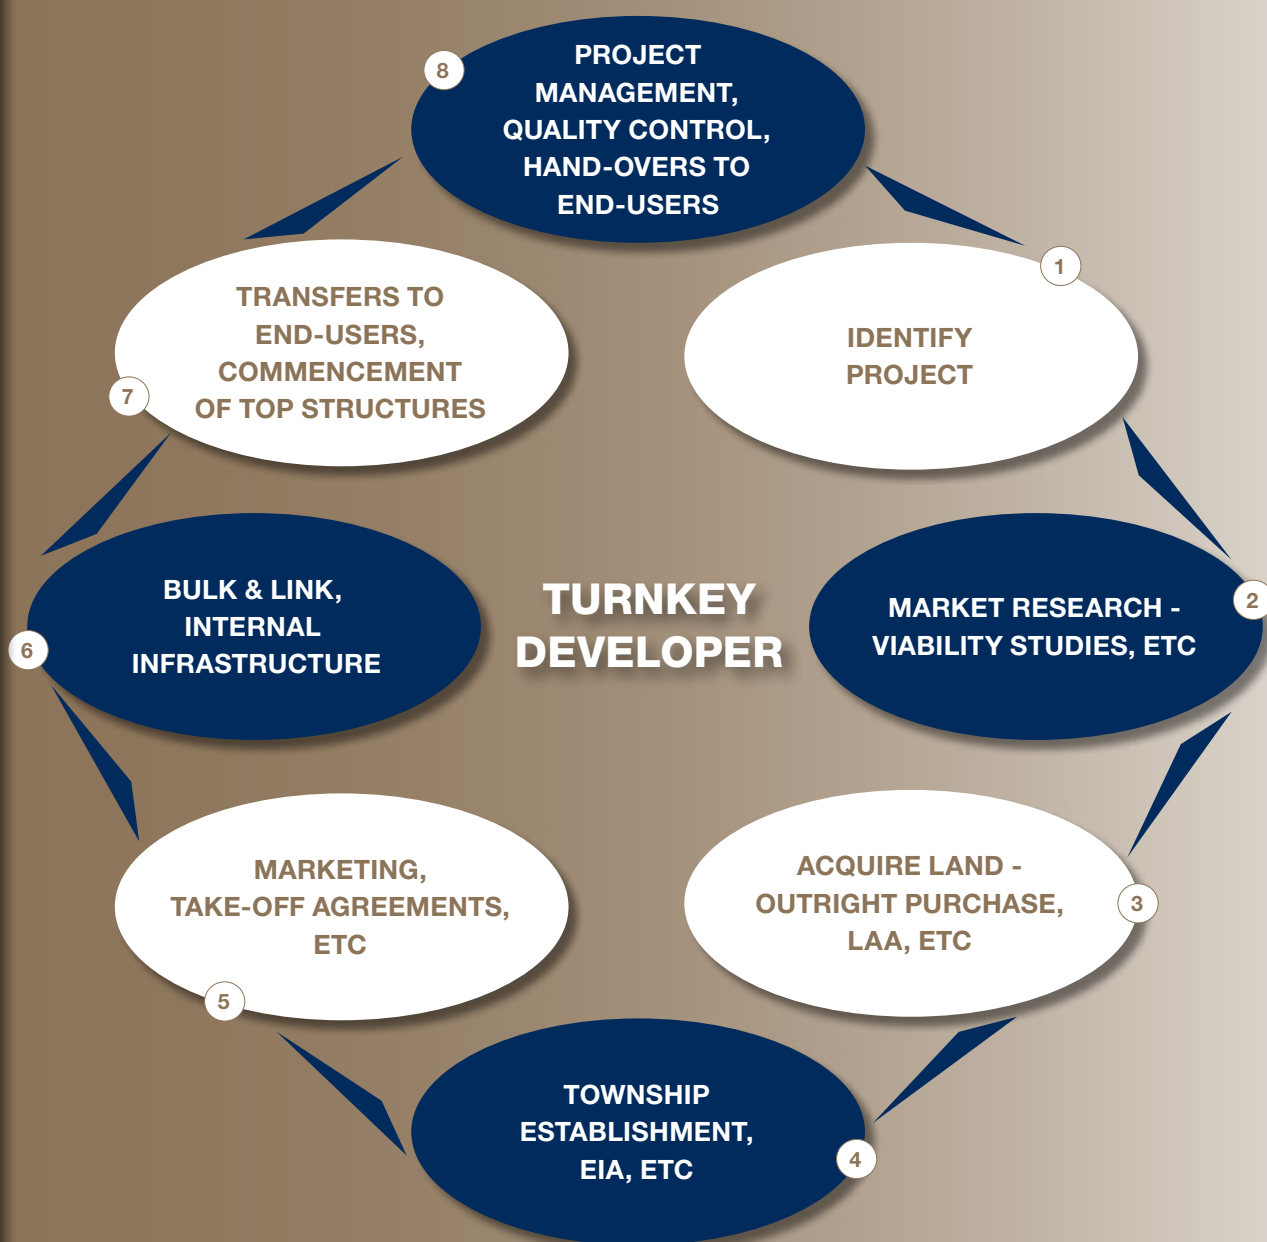 8
PROJECT
MANAGEMENT,
QUALITY CONTROL,
HAND-OVERS TO
END-USERS
1
IDENTIFY
PROJECT
2
MARKET RESEARCH -
VIABILITY STUDIES, ETC
3
ACQUIRE LAND -
OUTRIGHT PURCHASE,
LAA, ETC
4
TOWNSHIP
ESTABLISHMENT,
EIA, ETC
5
MARKETING,
TAKE-OFF AGREEMENTS,
ETC
6
BULK & LINK,
INTERNAL
INFRASTRUCTURE
7
TRANSFERS TO
END-USERS,
COMMENCEMENT
OF TOP STRUCTURES
TURNKEY
DEVELOPER